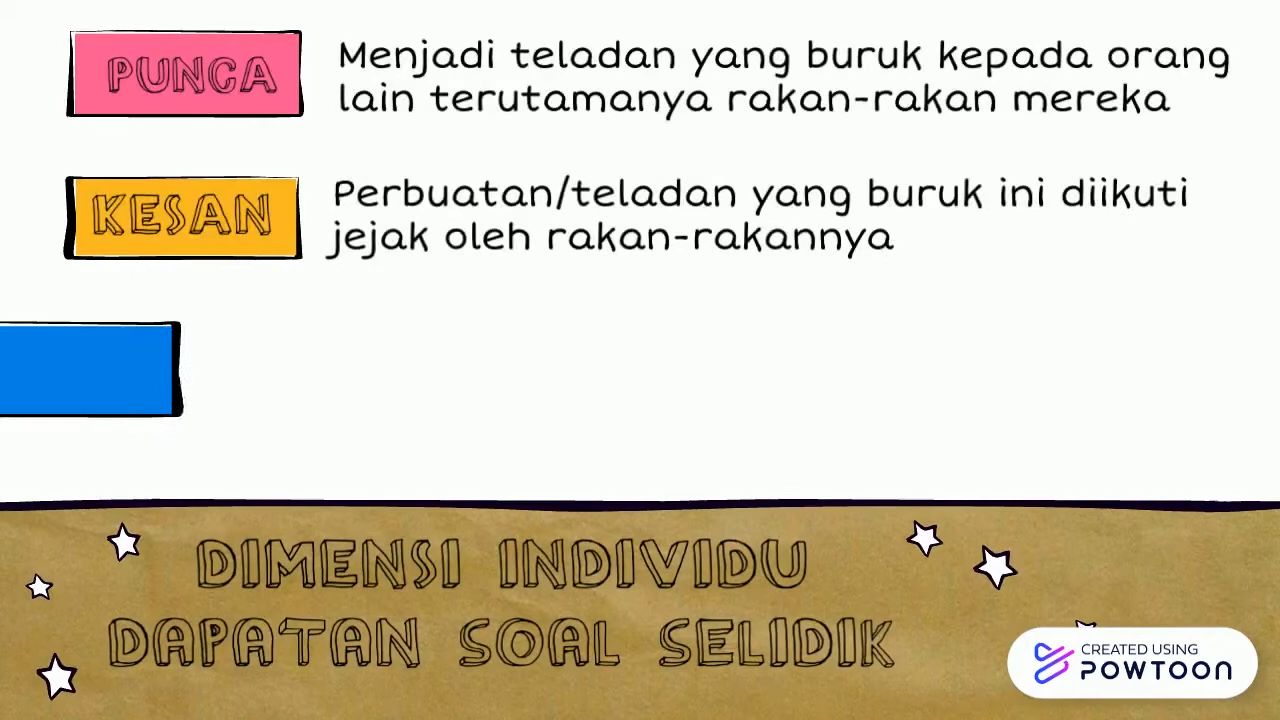 PUNCA
Menjadi teladan yang buruk kepada orang
lain terutamanya rakan-rakan mereka
KESAN
Perbuatan/teladan yang buruk ini diikuti
jejak oleh rakan-rakannya
DIMENSI INDIVIDU
DAPATAN SOAL SELIDIK
CREATED USING
POWTOON